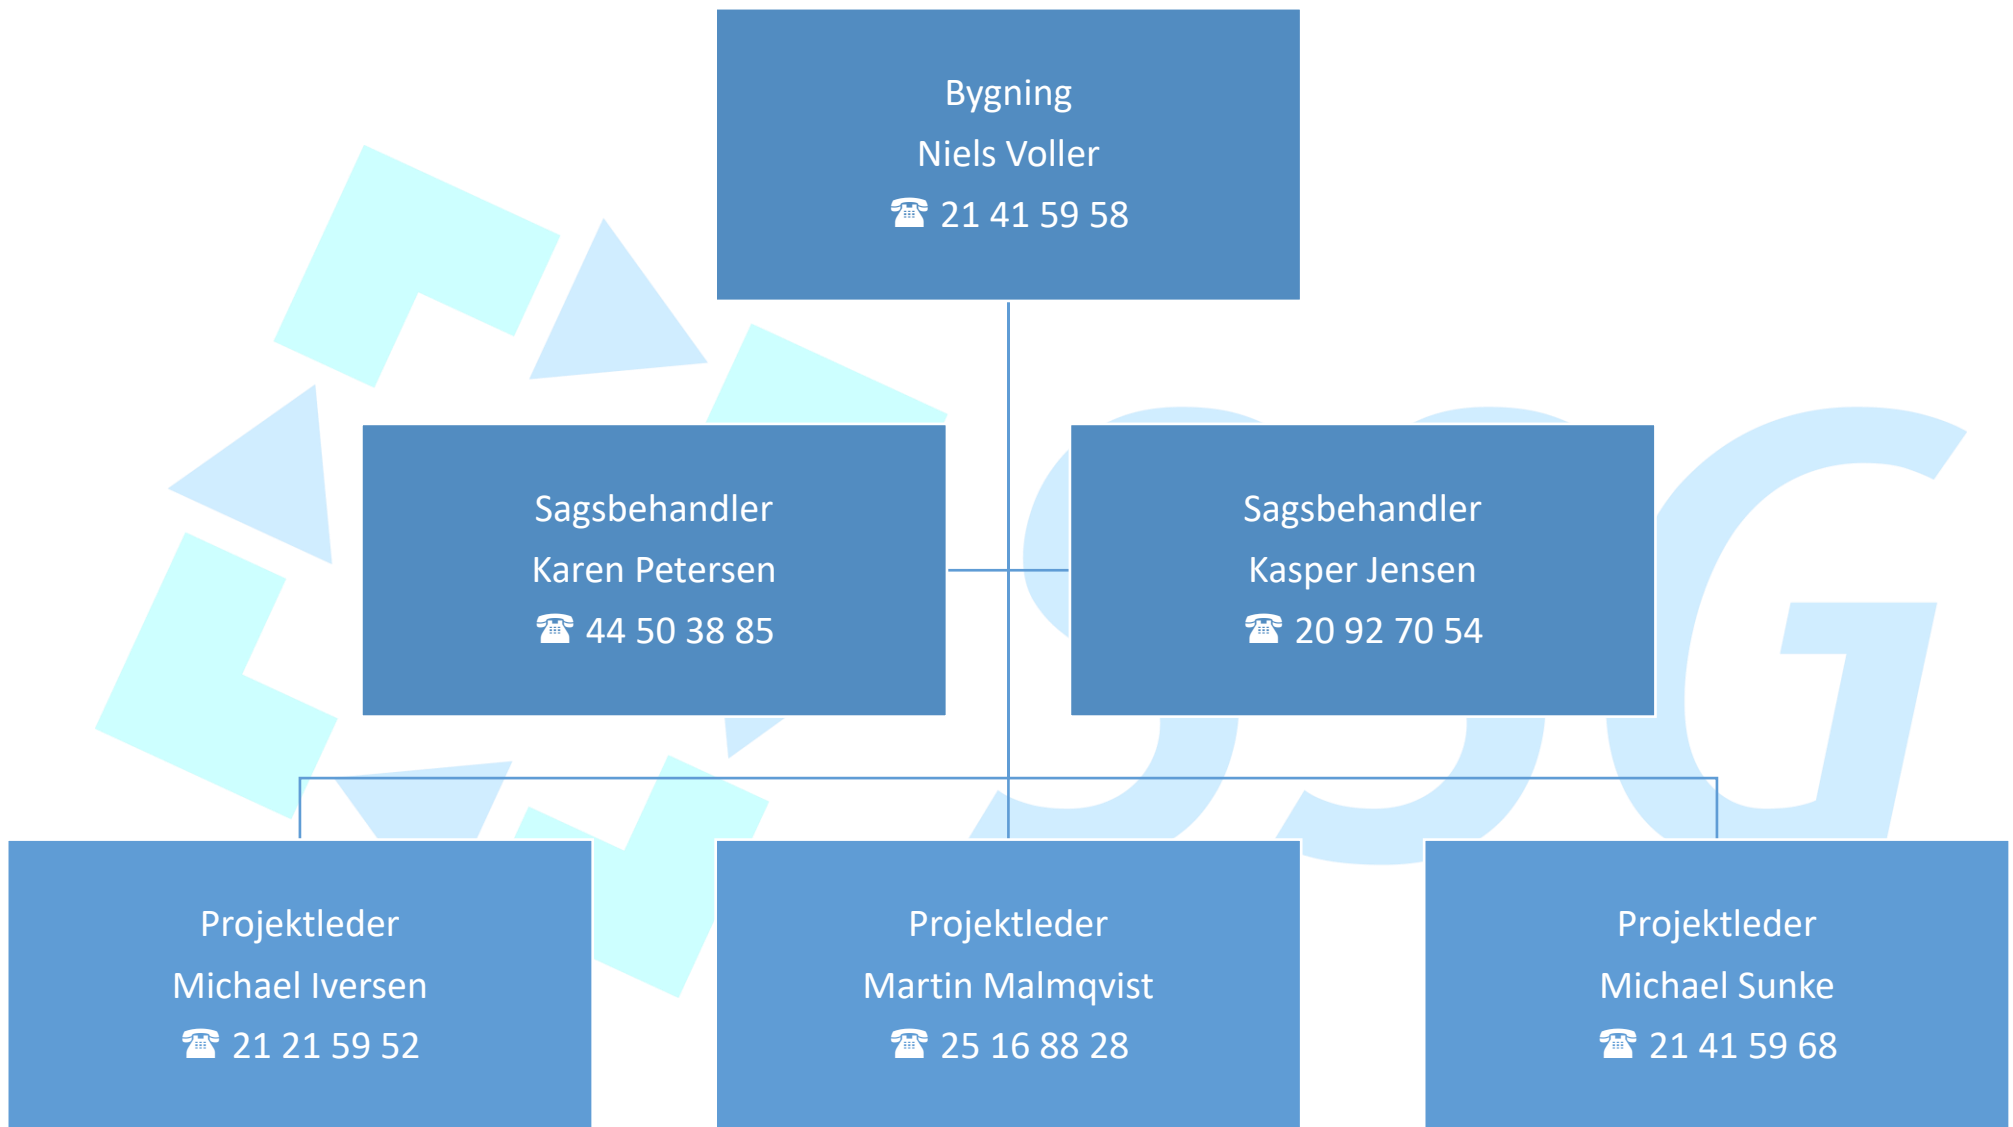 Bygning
Niels Voller
☎ 21 41 59 58
Sagsbehandler
Karen Petersen
☎ 44 50 38 85
Sagsbehandler
Kasper Jensen
☎ 20 92 70 54
Projektleder
Michael Iversen
☎ 21 21 59 52
Projektleder
Martin Malmqvist
☎ 25 16 88 28
Projektleder
Michael Sunke
☎ 21 41 59 68
SSG